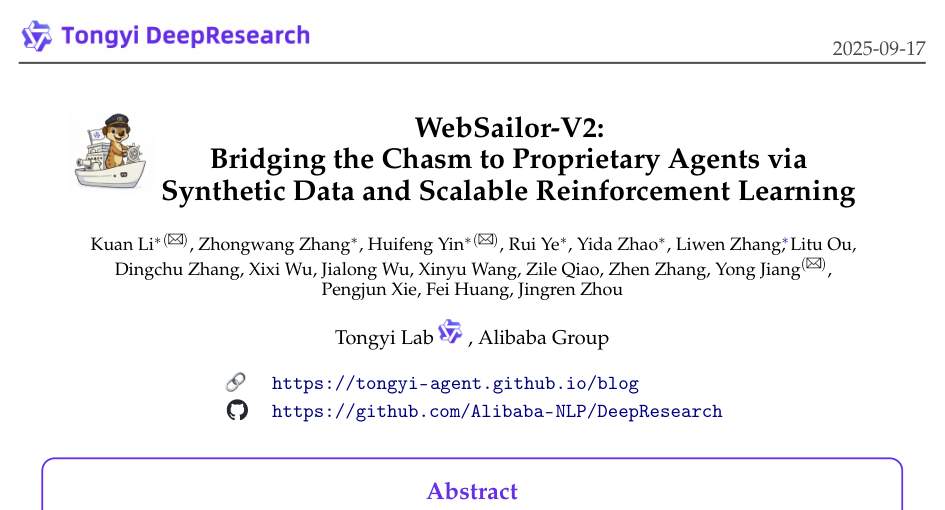 Tongyi DeepResearch
2025-09-17
WebSailor-V2:
Bridging the Chasm to Proprietary Agents via
Synthetic Data and Scalable Reinforcement Learning
Kuan Li*(✉), Zhongwang Zhang*, Huifeng Yin*(✉), Rui Ye*, Yida Zhao*, Liwen Zhang,*Litu Ou,
Dingchu Zhang, Xixi Wu, Jialong Wu, Xinyu Wang, Zile Qiao, Zhen Zhang, Yong Jiang(✉),
Pengjun Xie, Fei Huang, Jingren Zhou
Tongyi Lab , Alibaba Group
https://tongyi-agent.github.io/blog
https://github.com/Alibaba-NLP/DeepResearch
Abstract